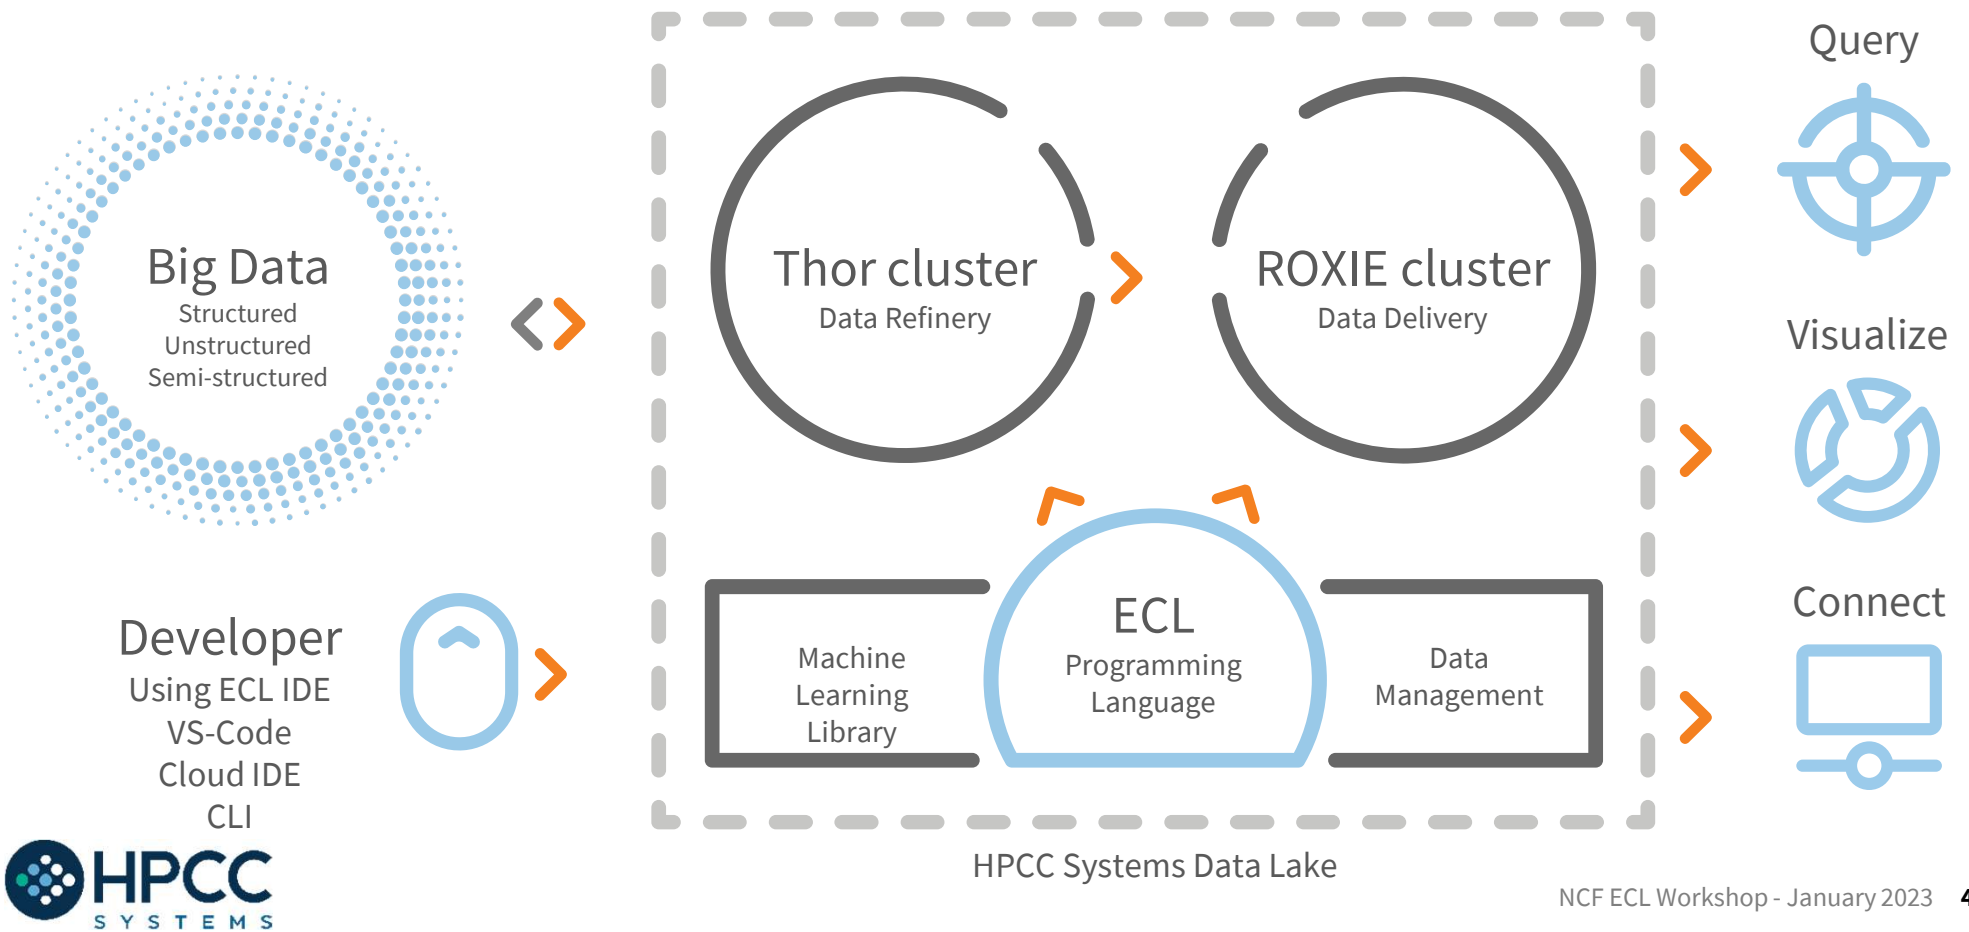 Big Data
Structured
Unstructured
Semi-structured
Developer
Using ECL IDE
VS-Code
Cloud IDE
CLI
Thor cluster
Data Refinery
ROXIE cluster
Data Delivery
Machine
Learning
Library
ECL
Programming
Language
Data
Management
HPCC Systems Data Lake
Query
Visualize
Connect
HPCC
SYSTEMS
NCF ECL Workshop - January 2023 4